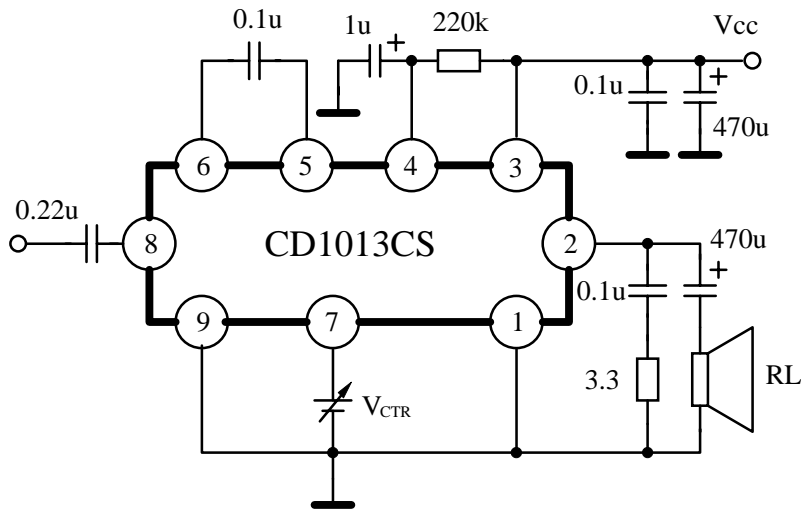 0.1u
1u
+
220k
Vcc
0.1u
+
470u
6
5
4
3
0.22u
8
CD1013CS
2
470u
+
0.1u
9
7
1
3.3
RL
VCTR